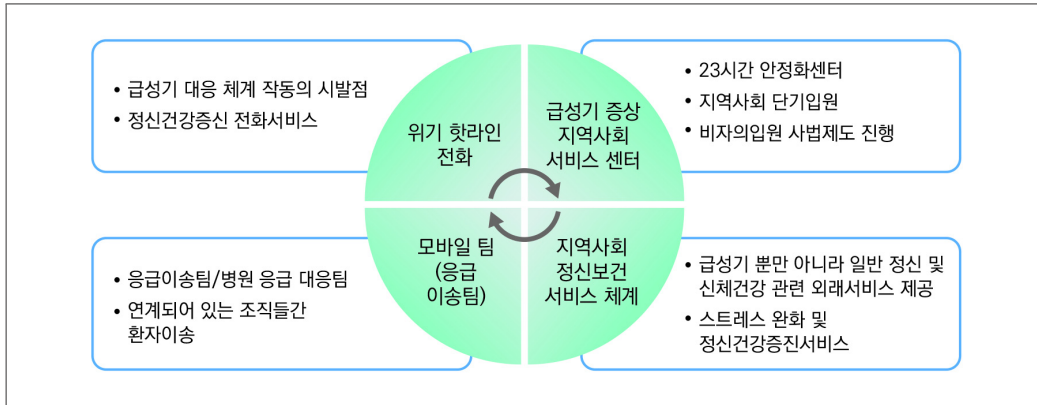 • 급성기 대응 체계 작동의 시발점
• 정신건강증신 전화서비스
위기 핫라인
전화
급성기 증상
지역사회
서비스 센터
• 23시간 안정화센터
• 지역사회 단기입원
• 비자의입원 사법제도 진행
• 응급이송팀/병원 응급 대응팀
• 연계되어 있는 조직들간
환자이송
모바일 팀
(응급
이송팀)
지역사회
정신보건
서비스 체계
• 급성기 뿐만 아니라 일반 정신 및
신체건강 관련 외래서비스 제공
• 스트레스 완화 및
정신건강증진서비스